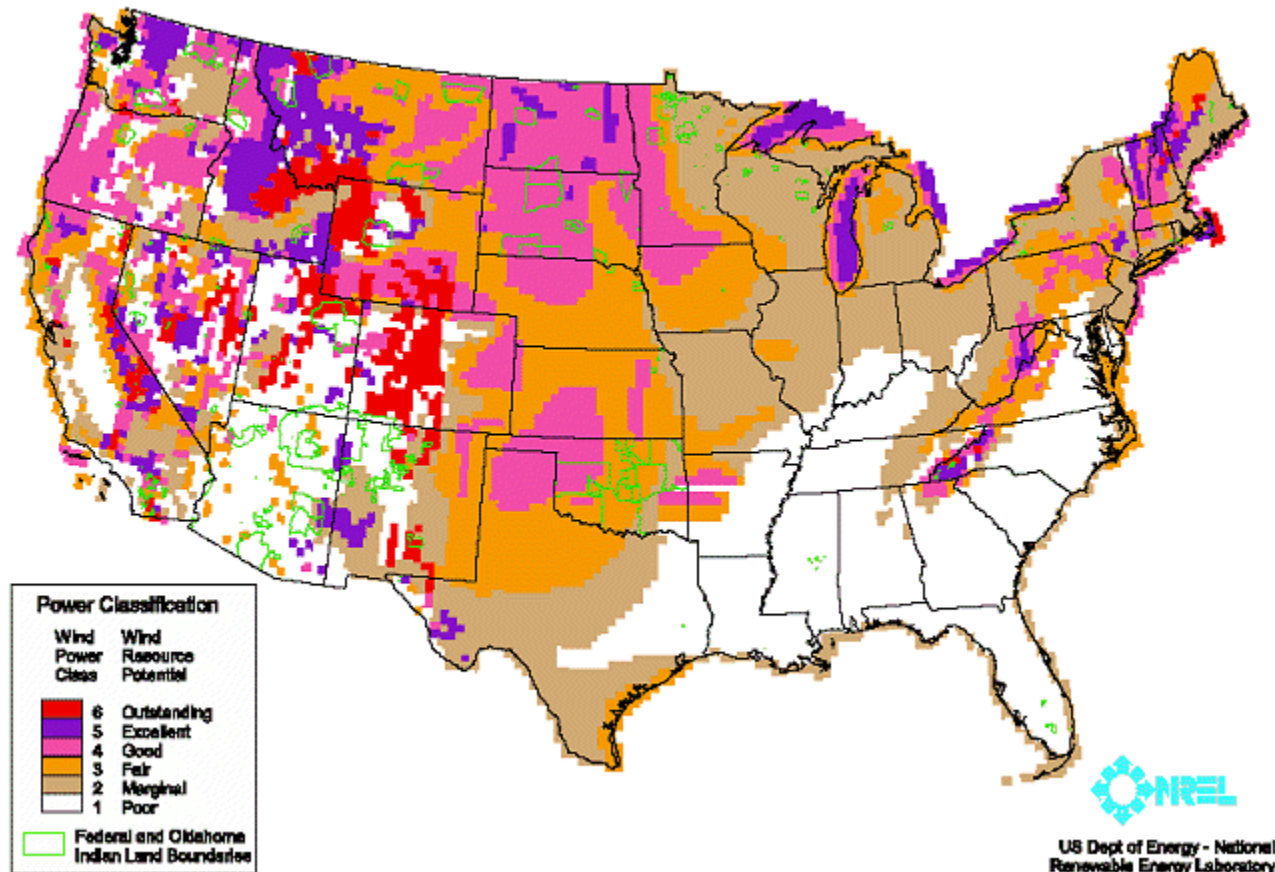 Power Classification
Wind Wind
Power Resource
Class Potential
6 Outstanding
5 Excellent
4 Good
3 Fair
2 Marginal
1 Poor
Federal and Oklahoma
Indian Land Boundaries
NREL
US Dept of Energy - National
Renewable Energy Laboratory